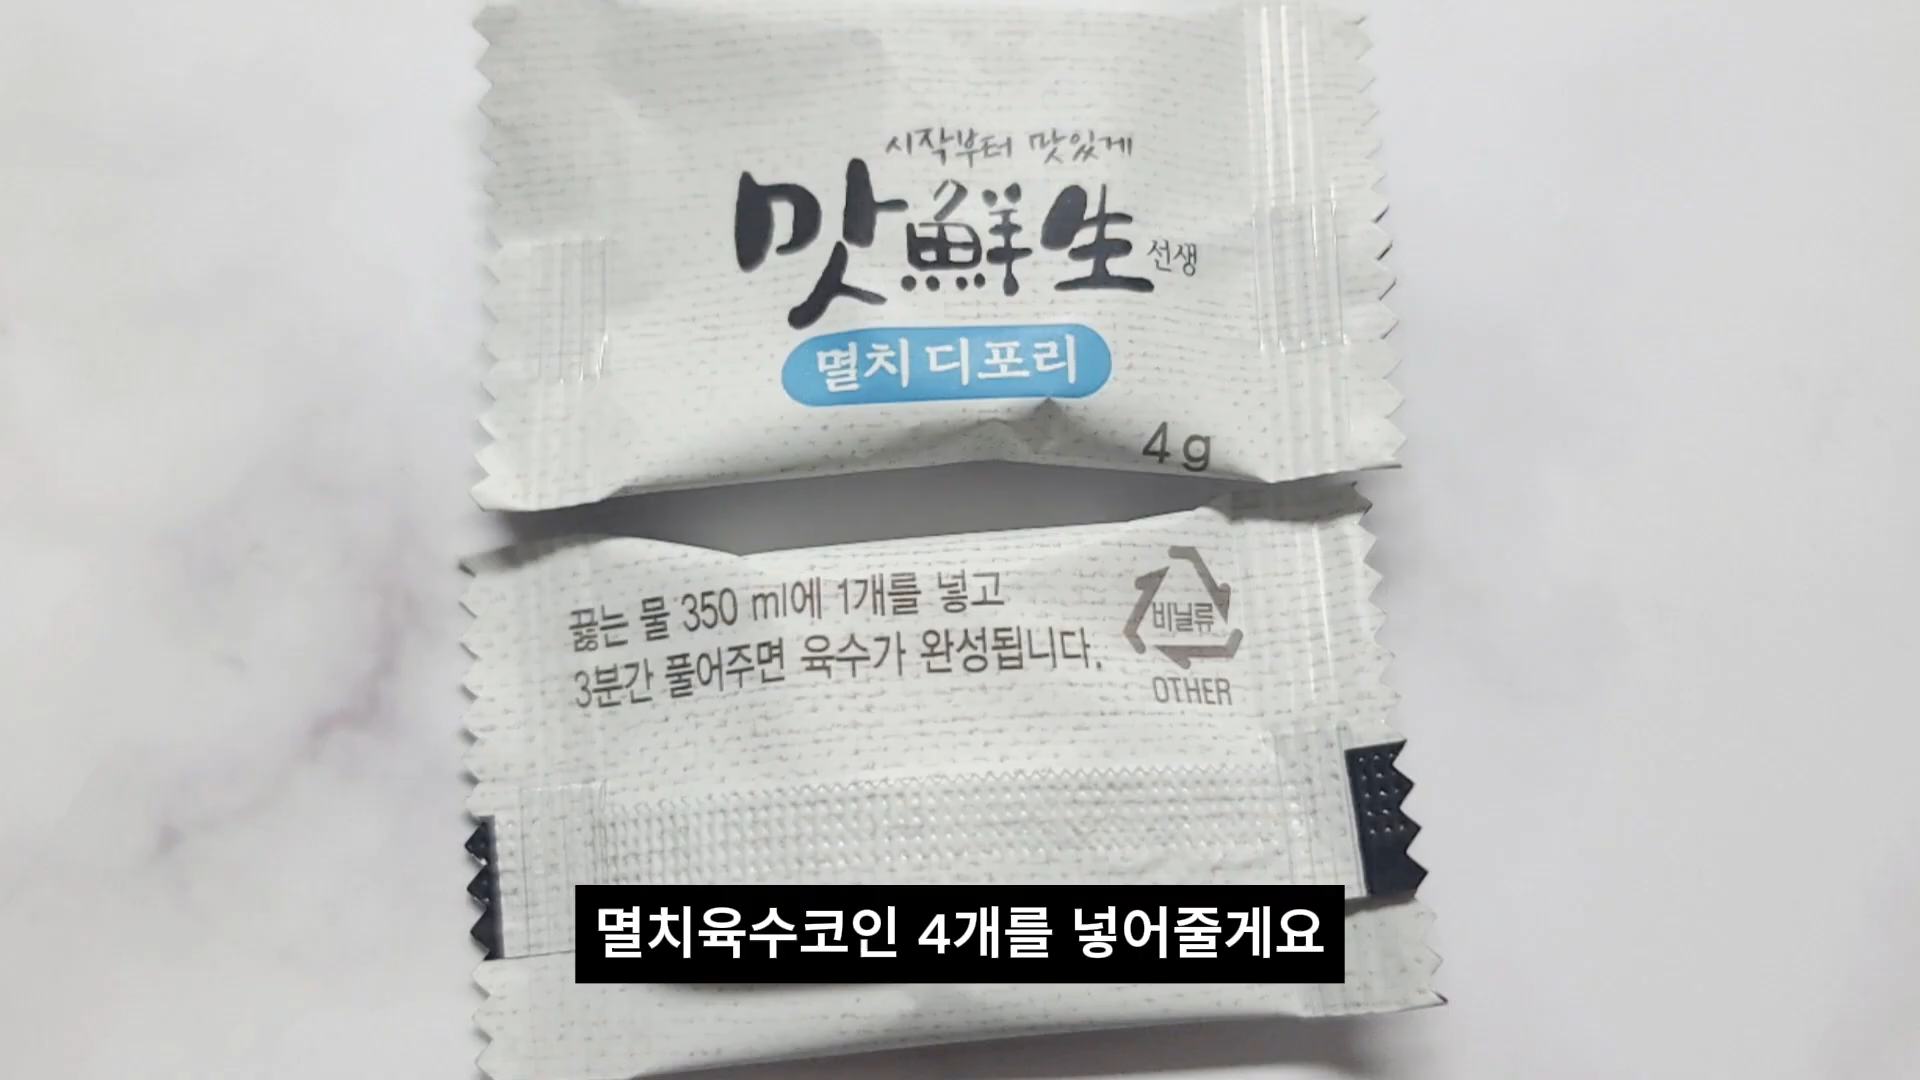 시작부터 맛있게
맛鮮生 선생
멸치 디포리
4g
끓는 물 350 ml에 1개를 넣고
3분간 풀어주면 육수가 완성됩니다.
비닐류
OTHER
멸치육수코인 4개를 넣어줄게요